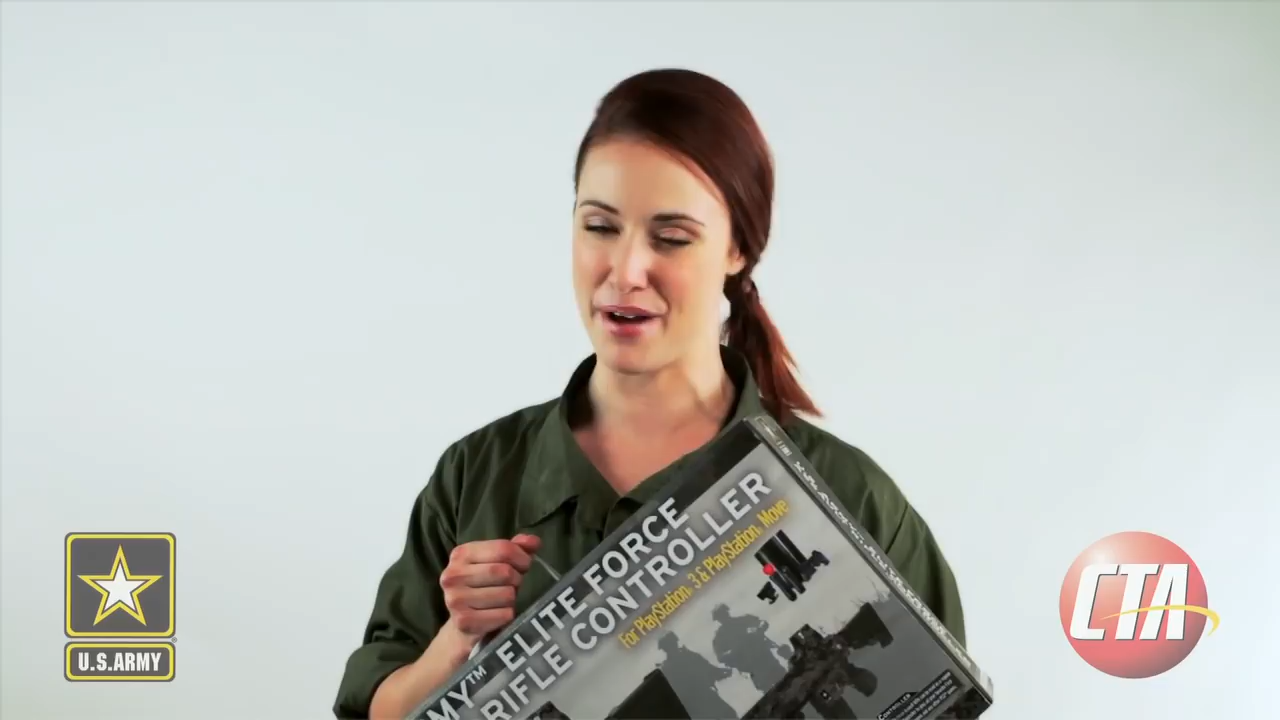 MY™ ELITE FORCE
RIFLE CONTROLLER
For PlayStation® 3 & PlayStation® Move
U.S.ARMY
CTA